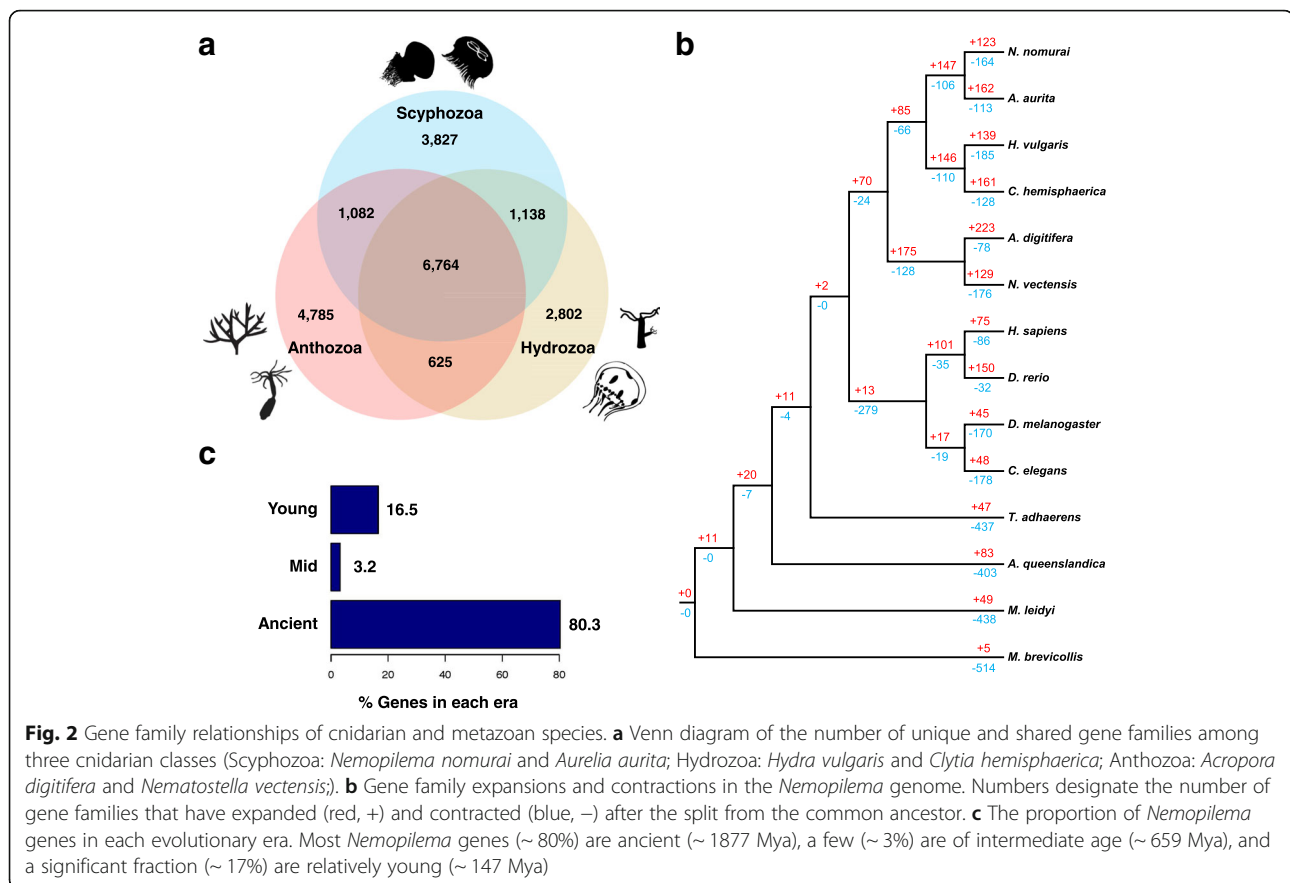 a
Scyphozoa
3,827
1,082
1,138
6,764
4,785
2,802
Anthozoa
Hydrozoa
625
b
+123
-164
N. nomurai
+147
-106
+162
-113
A. aurita
+85
-66
+139
-185
H. vulgaris
+146
-110
+161
-128
C. hemisphaerica
+70
-24
+223
-78
A. digitifera
+175
-128
+129
-176
N. vectensis
+2
-0
+75
-86
H. sapiens
+101
-35
+150
-32
D. rerio
+13
-279
+45
-170
D. melanogaster
+17
-19
+48
-178
C. elegans
+11
-4
+47
-437
T. adhaerens
+20
-7
+83
-403
A. queenslandica
+11
-0
+49
-438
M. leidyi
+0
-0
+5
-514
M. brevicollis
c
Young
16.5
Mid
3.2
Ancient
80.3
0 20 40 60 80
% Genes in each era
Fig. 2 Gene family relationships of cnidarian and metazoan species. a Venn diagram of the number of unique and shared gene families among
three cnidarian classes (Scyphozoa: Nemopilema nomurai and Aurelia aurita; Hydrozoa: Hydra vulgaris and Clytia hemisphaerica; Anthozoa: Acropora
digitifera and Nematostella vectensis;). b Gene family expansions and contractions in the Nemopilema genome. Numbers designate the number of
gene families that have expanded (red, +) and contracted (blue, −) after the split from the common ancestor. c The proportion of Nemopilema
genes in each evolutionary era. Most Nemopilema genes (~ 80%) are ancient (~ 1877 Mya), a few (~ 3%) are of intermediate age (~ 659 Mya), and
a significant fraction (~ 17%) are relatively young (~ 147 Mya)